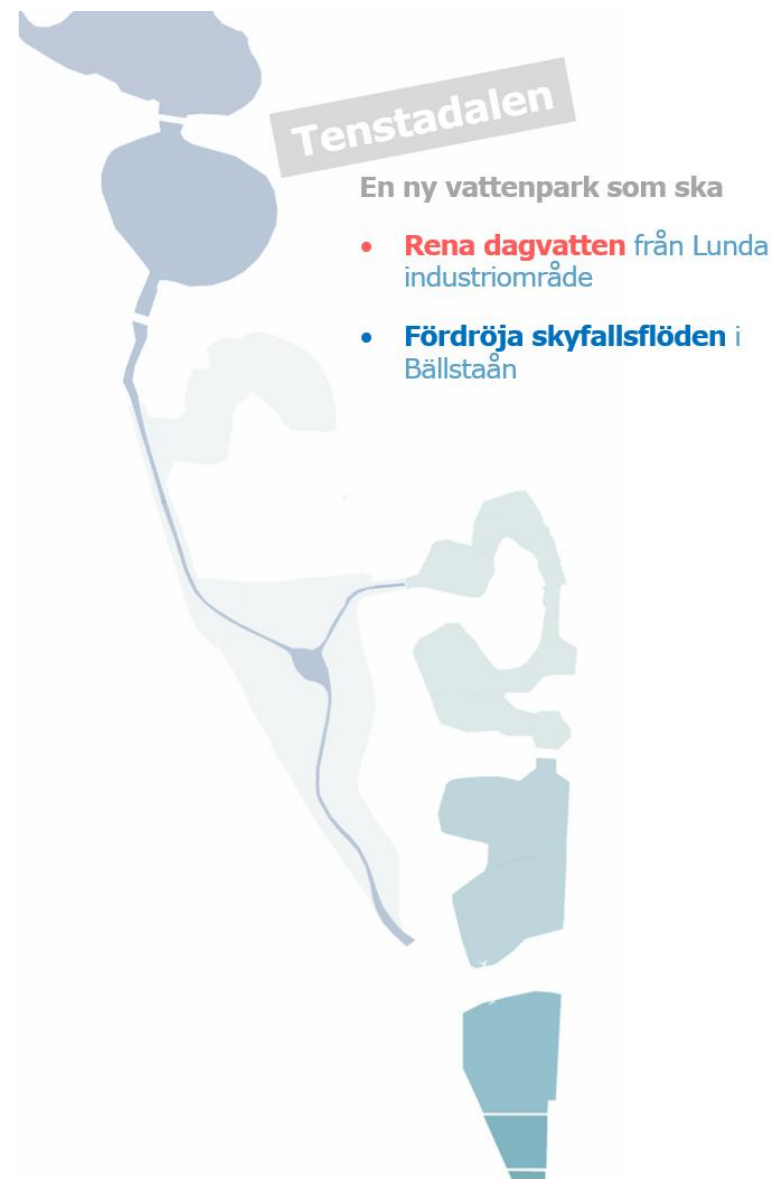 Tenstadalen
En ny vattenpark som ska
• Rena dagvatten från Lunda
industriområde
• Fördröja skyfallsflöden i
Bällstaån